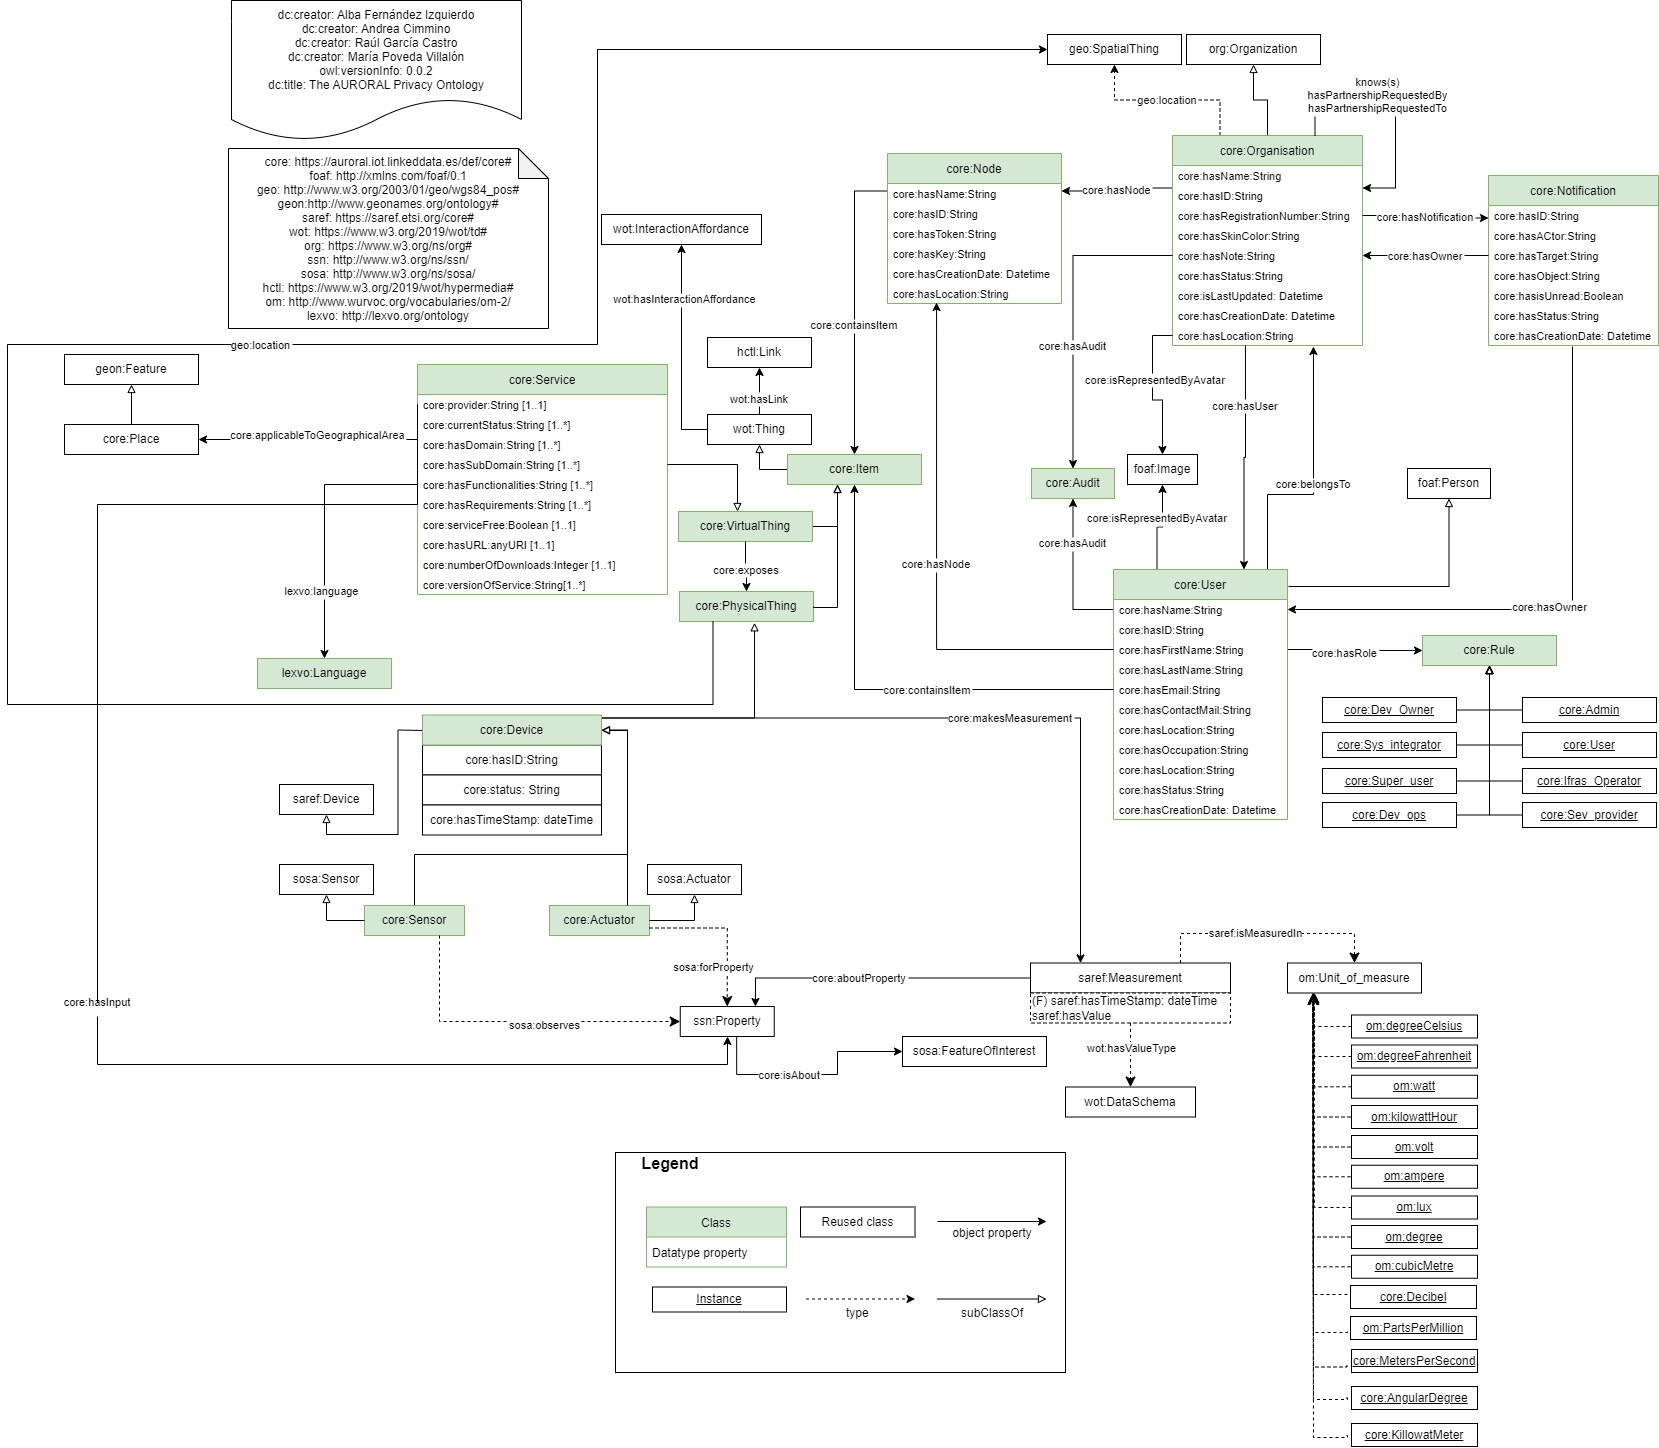 dc:creator: Alba Fernández Izquierdo
dc:creator: Andrea Cimmino
dc:creator: Raúl García Castro
dc:creator: María Poveda Villalón
owl:versionInfo: 0.0.2
dc:title: The AURORAL Privacy Ontology
core: https://auroral.iot.linkeddata.es/def/core#
foaf: http://xmlns.com/foaf/0.1
geo: http://www.w3.org/2003/01/geo/wgs84_pos#
geon:http://www.geonames.org/ontology#
saref: https://saref.etsi.org/core#
wot: https://www.w3.org/2019/wot/td#
org: https://www.w3.org/ns/org#
ssn: http://www.w3.org/ns/ssn/
sosa: http://www.w3.org/ns/sosa/
hctl: https://www.w3.org/2019/wot/hypermedia#
om: http://www.wurvoc.org/vocabularies/om-2/
lexvo: http://lexvo.org/ontology
geo:SpatialThing
org:Organization
geo:location
knows(s)
hasPartnershipRequestedBy
hasPartnershipRequestedTo
core:Node
core:hasName:String
core:hasID:String
core:hasToken:String
core:hasKey:String
core:hasCreationDate: Datetime
core:hasLocation:String
core:hasNode
core:Organisation
core:hasName:String
core:hasID:String
core:hasRegistrationNumber:String
core:hasSkinColor:String
core:hasNote:String
core:hasStatus:String
core:isLastUpdated: Datetime
core:hasCreationDate: Datetime
core:hasLocation:String
core:hasNotification
core:hasOwner
core:Notification
core:hasID:String
core:hasACtor:String
core:hasTarget:String
core:hasObject:String
core:hasisUnread:Boolean
core:hasStatus:String
core:hasCreationDate: Datetime
wot:InteractionAffordance
wot:hasInteractionAffordance
core:containsItem
geo:location
hctl:Link
wot:hasLink
wot:Thing
core:Item
core:hasAudit
core:isRepresentedByAvatar
core:hasUser
geon:Feature
core:Place
core:applicableToGeographicalArea
core:Service
core:provider:String [1..1]
core:currentStatus:String [1..*]
core:hasDomain:String [1..*]
core:hasSubDomain:String [1..*]
core:hasFunctionalities:String [1..*]
core:hasRequirements:String [1..*]
core:serviceFree:Boolean [1..1]
core:hasURL:anyURI [1..1]
core:numberOfDownloads:Integer [1..1]
core:versionOfService:String[1..*]
core:VirtualThing
core:exposes
core:PhysicalThing
core:Audit
foaf:Image
core:belongsTo
foaf:Person
core:isRepresentedByAvatar
core:hasAudit
core:hasNode
lexvo:language
lexvo:Language
core:User
core:hasName:String
core:hasID:String
core:hasFirstName:String
core:hasLastName:String
core:hasEmail:String
core:hasContactMail:String
core:hasLocation:String
core:hasOccupation:String
core:hasLocation:String
core:hasStatus:String
core:hasCreationDate: Datetime
core:hasOwner
core:hasRole
core:Rule
core:containsItem
core:makesMeasurement
core:Dev_Owner
core:Admin
core:Sys_integrator
core:User
core:Super_user
core:Ifras_Operator
core:Dev_ops
core:Sev_provider
core:Device
core:hasID:String
core:status: String
core:hasTimeStamp: dateTime
saref:Device
sosa:Sensor
sosa:Actuator
core:Sensor
core:Actuator
sosa:forProperty
core:hasInput
sosa:observes
ssn:Property
core:aboutProperty
core:isAbout
sosa:FeatureOfInterest
saref:Measurement
(F) saref:hasTimeStamp: dateTime
saref:hasValue
wot:hasValueType
wot:DataSchema
saref:isMeasuredIn
om:Unit_of_measure
om:degreeCelsius
om:degreeFahrenheit
om:watt
om:kilowattHour
om:volt
om:ampere
om:lux
om:degree
om:cubicMetre
core:Decibel
om:PartsPerMillion
core:MetersPerSecond
core:AngularDegree
core:KillowatMeter
Legend
Class
Datatype property
Reused class
object property
Instance
type
subClassOf